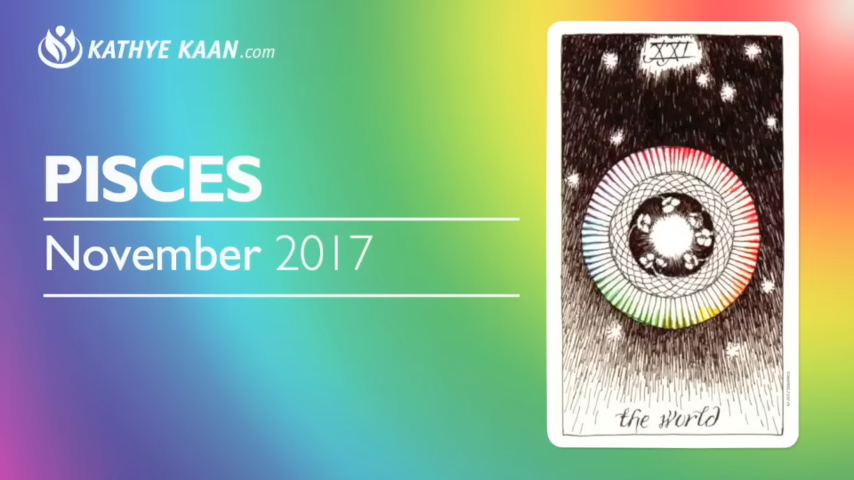 KATHYE KAAN.com
PISCES
November 2017
XXI
the world